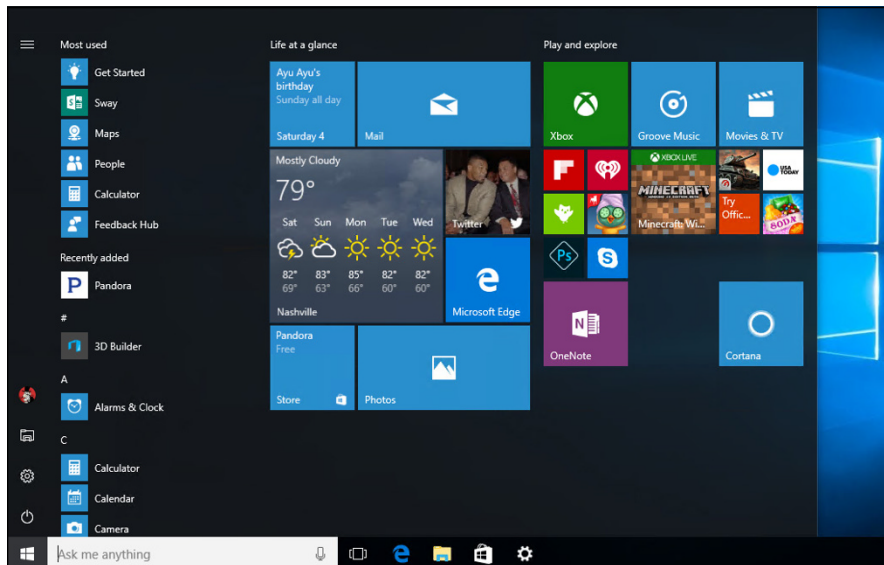 Most used
Get Started
Sway
Maps
People
Calculator
Feedback Hub
Recently added
P Pandora
#
3D Builder
A
Alarms & Clock
C
Calculator
Calendar
Camera
Life at a glance
Ayu Ayu's
birthday
Sunday all day
Saturday 4
Mail
Mostly Cloudy
79°
Sat Sun Mon Tue Wed
82° 83° 85° 82° 82°
69° 63° 66° 60° 60°
Nashville
Twitter
Microsoft Edge
Pandora
Free
Store
Photos
Play and explore
Xbox
Groove Music
Movies & TV
XBOX LIVE
MINECRAFT
Minecraft: Wi...
USA
TODAY
Try
Offic...
SODA
Ps
S
N
OneNote
Cortana
Ask me anything